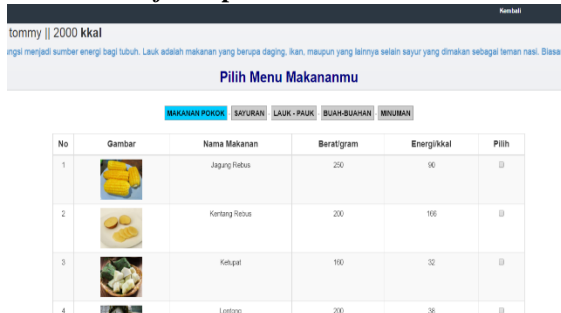 Kembali
tommy || 2000 kkal
ungsi menjadi sumber energi bagi tubuh. Lauk adalah makanan yang berupa daging, ikan, maupun yang lainnya selain sayur yang dimakan sebagai teman nasi. Biasa
Pilih Menu Makananmu
MAKANAN POKOK SAYURAN LAUK - PAUK BUAH-BUAHAN MINUMAN
No Gambar Nama Makanan Berat/gram Energi/kkal Pilih
1 Jagung Rebus 250 90
2 Kentang Rebus 200 166
3 Ketupat 160 32
4 Lontong 200 38